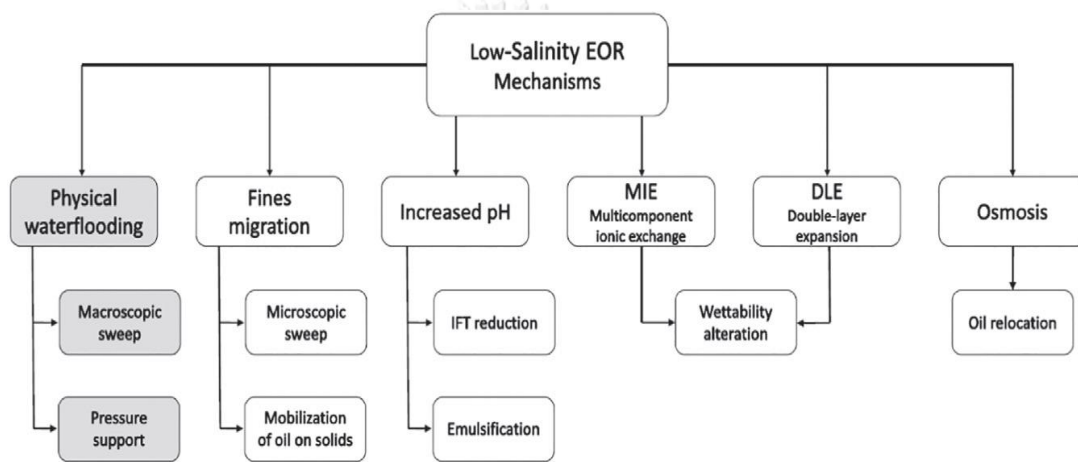 Low-Salinity EOR
Mechanisms
Physical
waterflooding
Fines
migration
Increased pH
MIE
Multicomponent
ionic exchange
DLE
Double-layer
expansion
Osmosis
Macroscopic
sweep
Microscopic
sweep
IFT reduction
Wettability
alteration
Oil relocation
Pressure
support
Mobilization
of oil on solids
Emulsification